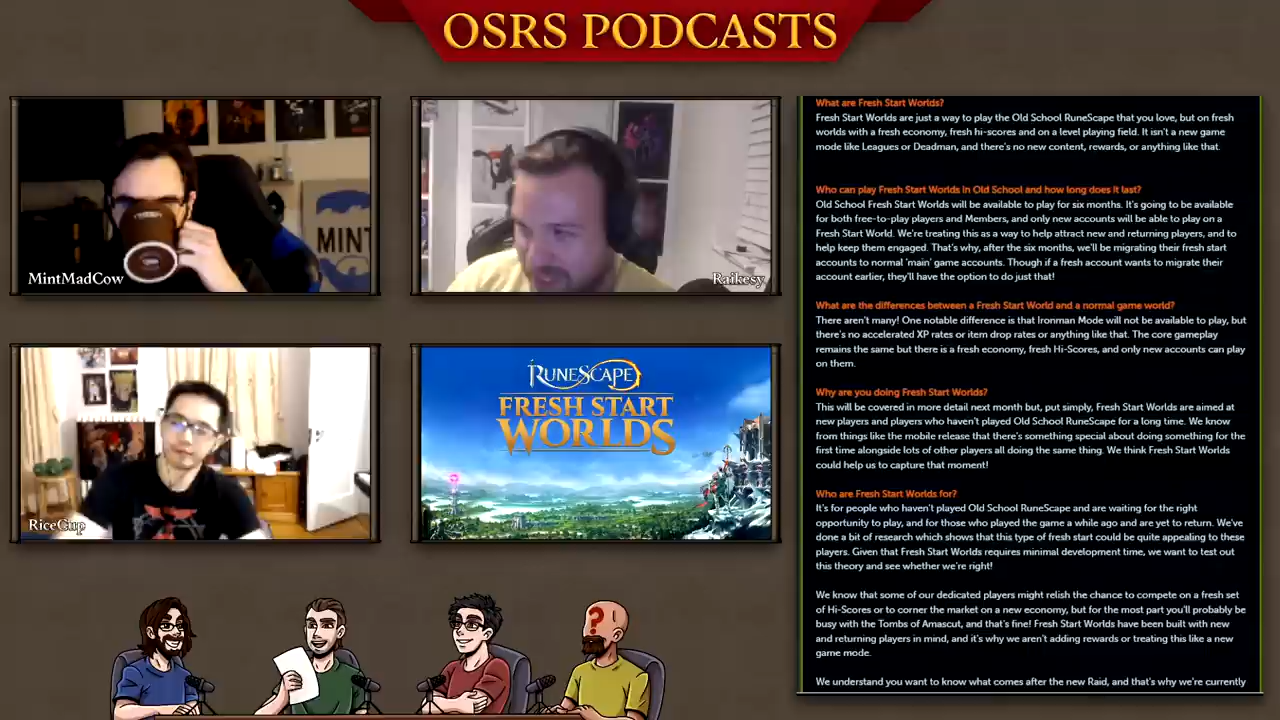 OSRS PODCASTS
MintMadCow
MINT
Raikesy
RiceCup
RUNESCAPE
FRESH START
WORLDS
?
What are Fresh Start Worlds?
Fresh Start Worlds are just a way to play the Old School RuneScape that you love, but on fresh
worlds with a fresh economy, fresh hi-scores and on a level playing field. It isn't a new game
mode like Leagues or Deadman, and there's no new content, rewards, or anything like that.
Who can play Fresh Start Worlds in Old School and how long does it last?
Old School Fresh Start Worlds will be available to play for six months. It's going to be available
for both free-to-play players and Members, and only new accounts will be able to play on a
Fresh Start World. We're treating this as a way to help attract new and returning players, and to
help keep them engaged. That's why, after the six months, we'll be migrating their fresh start
accounts to normal 'main' game accounts. Though if a fresh account wants to migrate their
account earlier, they'll have the option to do just that!
What are the differences between a Fresh Start World and a normal game world?
There aren't many! One notable difference is that Ironman Mode will not be available to play, but
there's no accelerated XP rates or item drop rates or anything like that. The core gameplay
remains the same but there is a fresh economy, fresh Hi-Scores, and only new accounts can play
on them.
Why are you doing Fresh Start Worlds?
This will be covered in more detail next month but, put simply, Fresh Start Worlds are aimed at
new players and players who haven't played Old School RuneScape for a long time. We know
from things like the mobile release that there's something special about doing something for the
first time alongside lots of other players all doing the same thing. We think Fresh Start Worlds
could help us to capture that moment!
Who are Fresh Start Worlds for?
It's for people who haven't played Old School RuneScape and are waiting for the right
opportunity to play, and for those who played the game a while ago and are yet to return. We've
done a bit of research which shows that this type of fresh start could be quite appealing to these
players. Given that Fresh Start Worlds requires minimal development time, we want to test out
this theory and see whether we're right!
We know that some of our dedicated players might relish the chance to compete on a fresh set
of Hi-Scores or to corner the market on a new economy, but for the most part you'll probably be
busy with the Tombs of Amascut, and that's fine! Fresh Start Worlds have been built with new
and returning players in mind, and it's why we aren't adding rewards or treating this like a new
game mode.
We understand you want to know what comes after the new Raid, and that's why we're currently